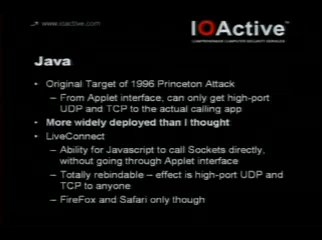 www.ioactive.com
IOActive™
COMPREHENSIVE COMPUTER SECURITY SERVICES
Java
• Original Target of 1996 Princeton Attack
– From Applet interface, can only get high-port
UDP and TCP to the actual calling app
• More widely deployed than I thought
• LiveConnect
– Ability for Javascript to call Sockets directly,
without going through Applet interface
– Totally rebindable – effect is high-port UDP and
TCP to anyone
– FireFox and Safari only though